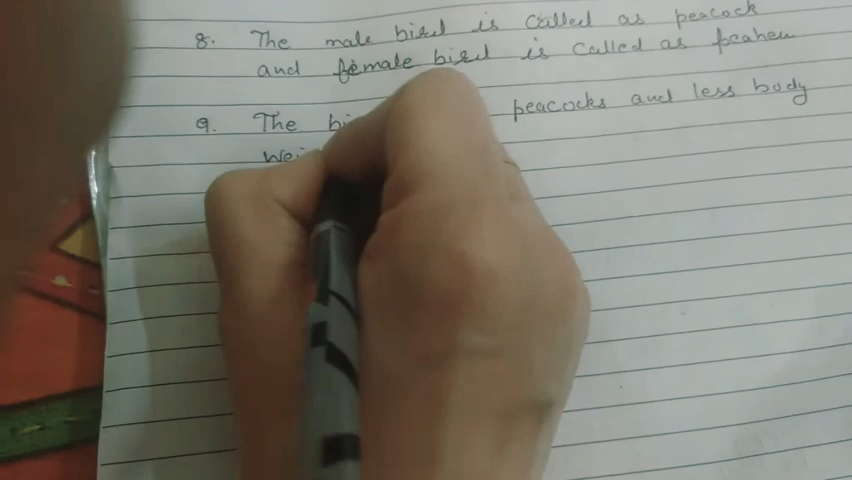 8. The male bird is called as peacock
and female bird is called as peahen
9. The peacocks and less body